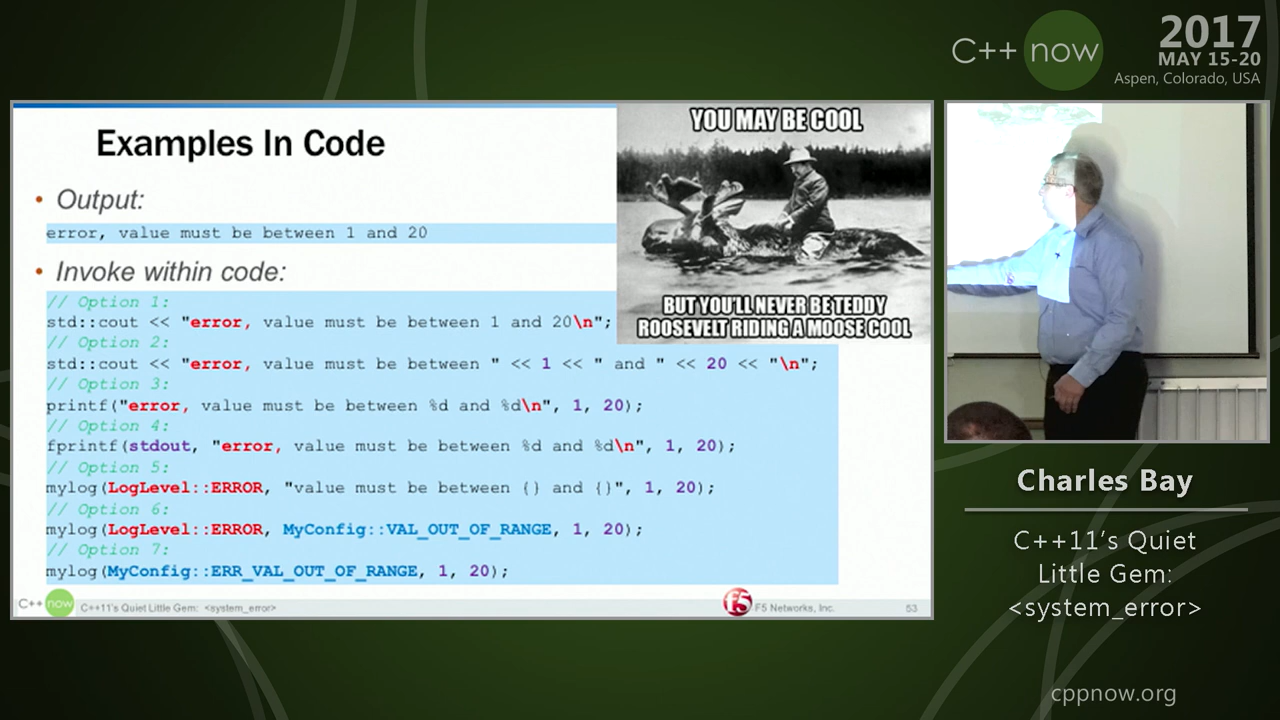 C++ now
2017
MAY 15-20
Aspen, Colorado, USA
Examples In Code
• Output:
error, value must be between 1 and 20
• Invoke within code:
// Option 1:
std::cout << "error, value must be between 1 and 20\n";
// Option 2:
std::cout << "error, value must be between " << 1 << " and " << 20 << "\n";
// Option 3:
printf("error, value must be between %d and %d\n", 1, 20);
// Option 4:
fprintf(stdout, "error, value must be between %d and %d\n", 1, 20);
// Option 5:
mylog(LogLevel::ERROR, "value must be between {} and {}", 1, 20);
// Option 6:
mylog(LogLevel::ERROR, MyConfig::VAL_OUT_OF_RANGE, 1, 20);
// Option 7:
mylog(MyConfig::ERR_VAL_OUT_OF_RANGE, 1, 20);
YOU MAY BE COOL
BUT YOU'LL NEVER BE TEDDY
ROOSEVELT RIDING A MOOSE COOL
C++ now C++11's Quiet Little Gem: <system_error>
F5 F5 Networks, Inc.
53
Charles Bay
C++11's Quiet
Little Gem:
<system_error>
cppnow.org